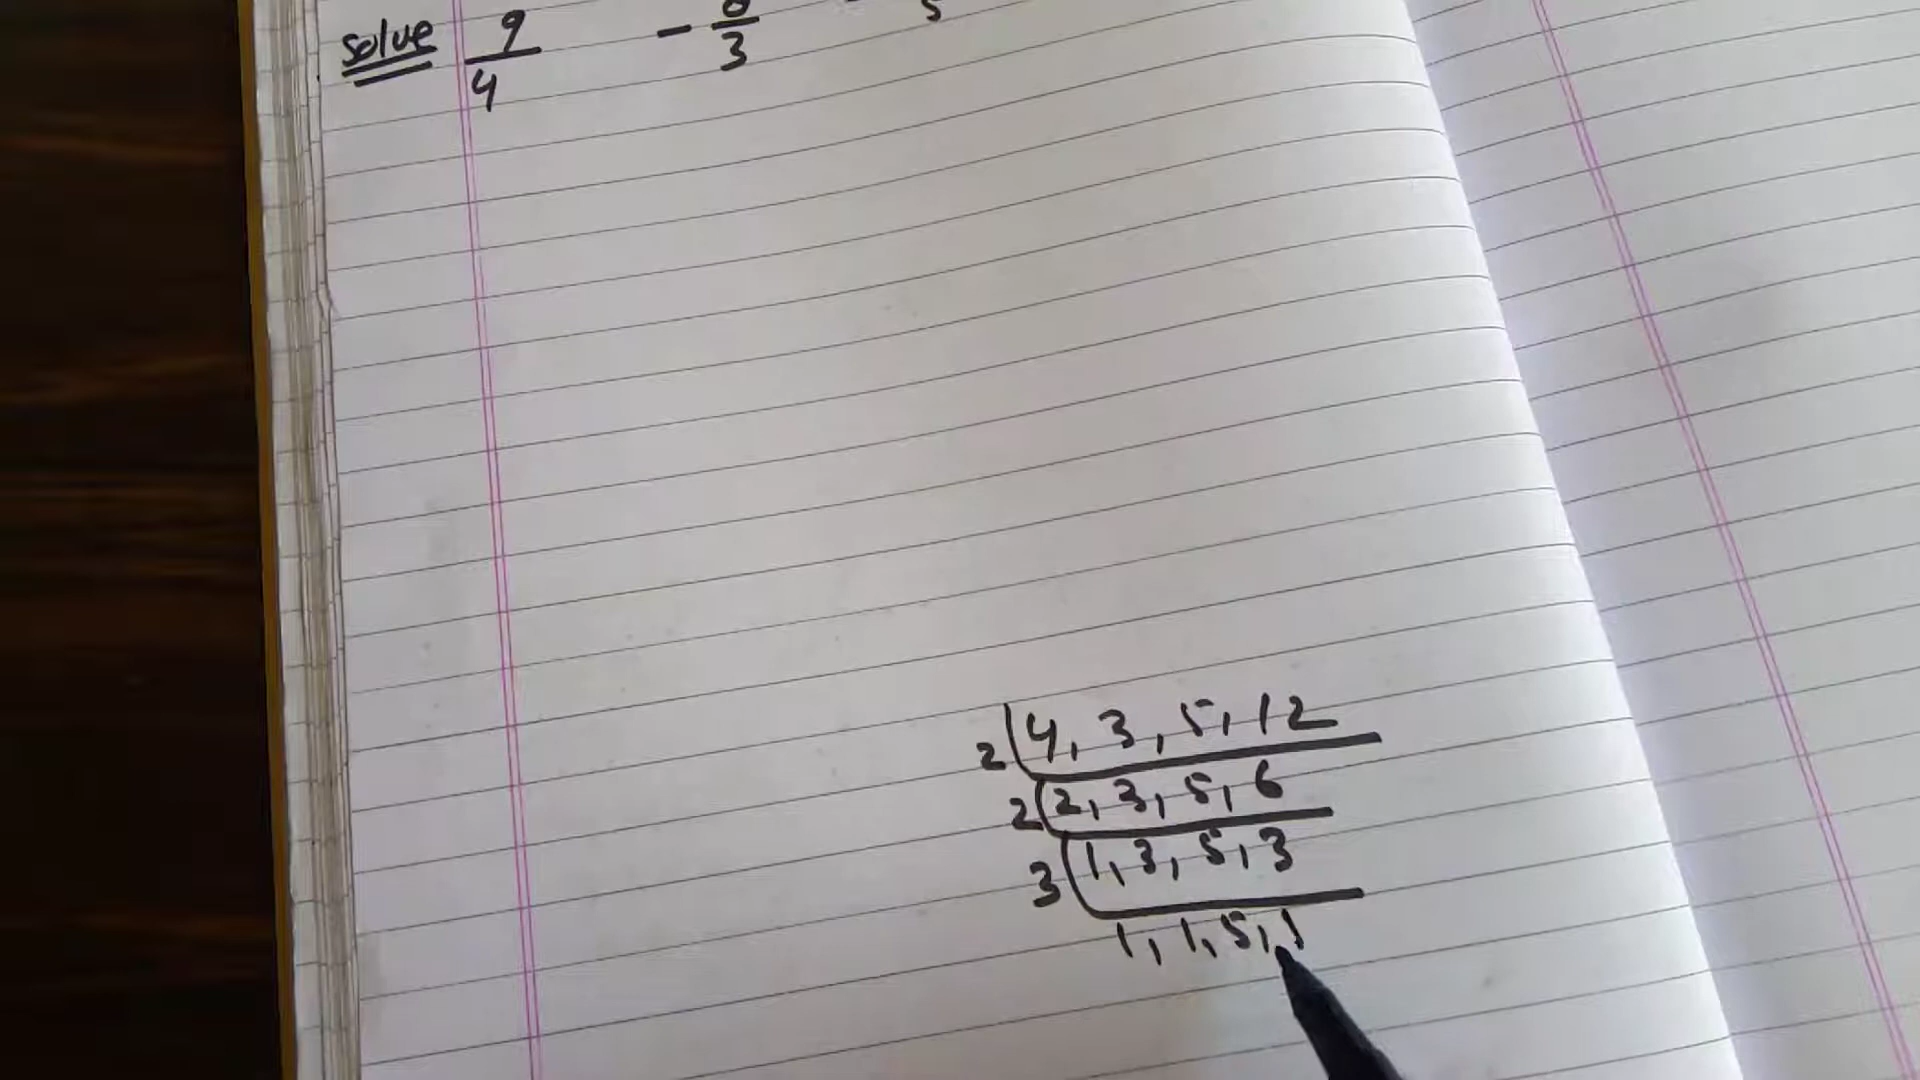 solve 9/4 - /3 5
2 | 4, 3, 5, 12
2 | 2, 3, 5, 6
3 | 1, 3, 5, 3
1, 1, 5, 1